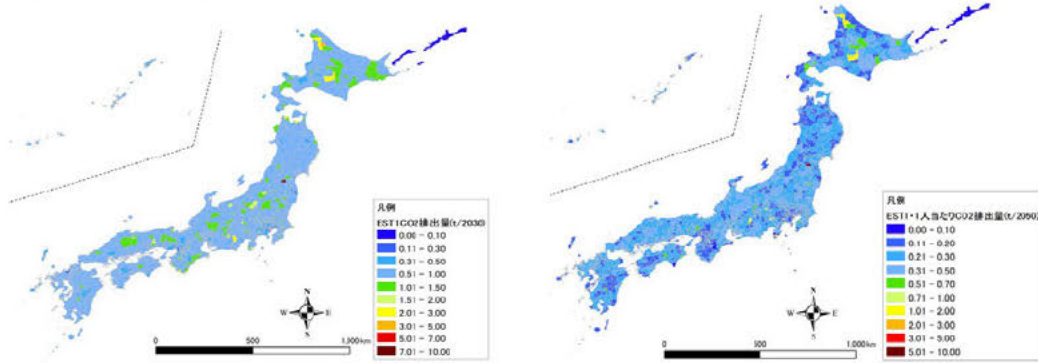 凡例
EST1CO2排出量(t/2030)
0.00 - 0.10
0.11 - 0.30
0.31 - 0.50
0.51 - 1.00
1.01 - 1.50
1.51 - 2.00
2.01 - 3.00
3.01 - 5.00
5.01 - 7.00
7.01 - 10.00
N
W
E
S
0
500
1,000
km
凡例
EST1・1人当たりCO2排出量(t/2050)
0.00 - 0.10
0.11 - 0.20
0.21 - 0.30
0.31 - 0.50
0.51 - 0.70
0.71 - 1.00
1.01 - 2.00
2.01 - 3.00
3.01 - 5.00
5.01 - 10.00
N
W
E
S
0
500
1,000
km